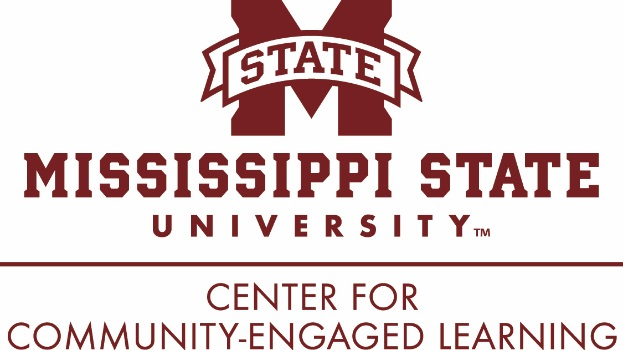 STATE
MISSISSIPPI STATE
UNIVERSITY™
CENTER FOR
COMMUNITY-ENGAGED LEARNING